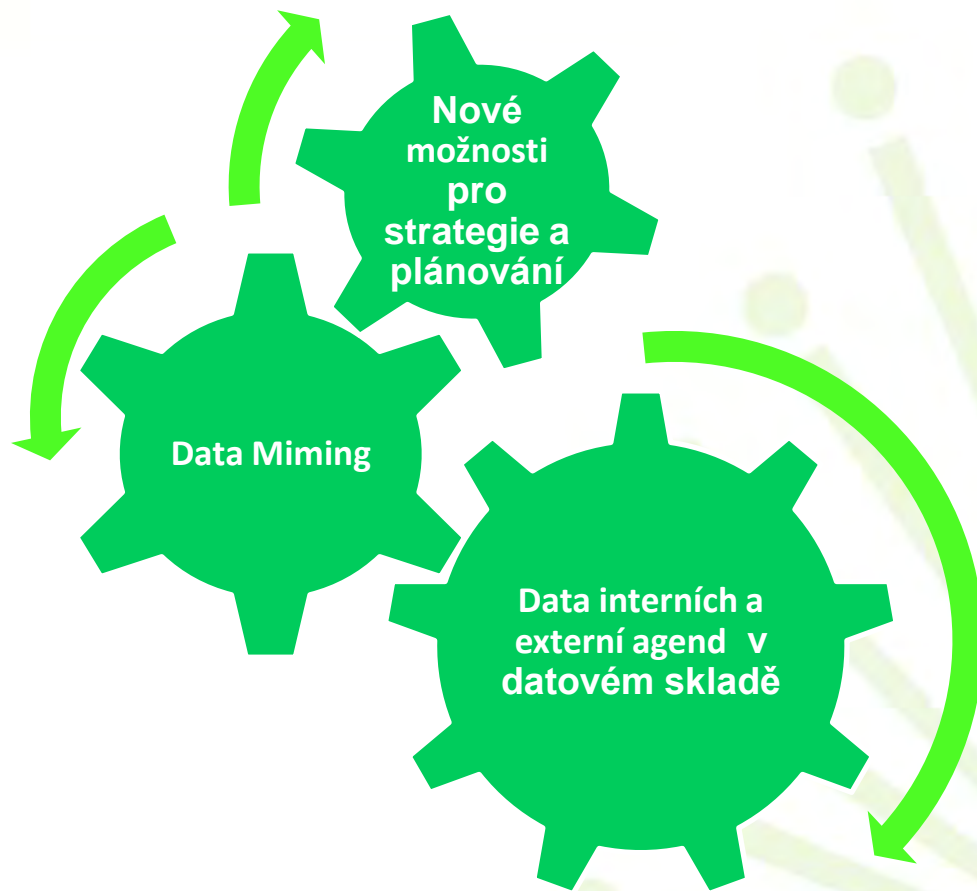 Nové
možnosti
pro
strategie a
plánování
Data Miming
Data interních a
externí agend v
datovém skladě